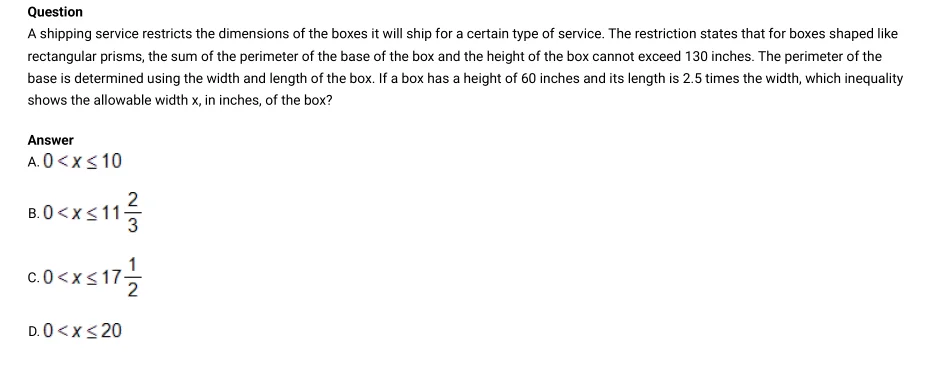 Question
A shipping service restricts the dimensions of the boxes it will ship for a certain type of service. The restriction states that for boxes shaped like
rectangular prisms, the sum of the perimeter of the base of the box and the height of the box cannot exceed 130 inches. The perimeter of the
base is determined using the width and length of the box. If a box has a height of 60 inches and its length is 2.5 times the width, which inequality
shows the allowable width x, in inches, of the box?
Answer
A. 0 < x ≤ 10
B. 0 < x ≤ 11 2/3
C. 0 < x ≤ 17 1/2
D. 0 < x ≤ 20